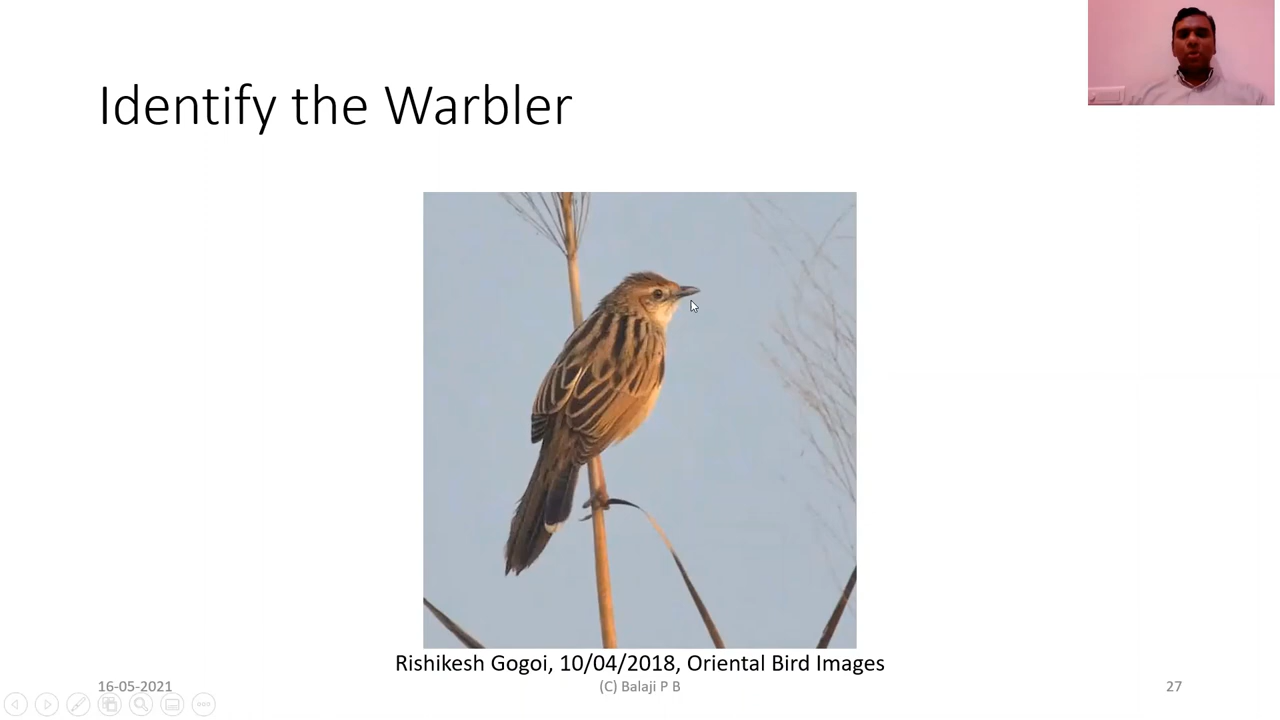 Identify the Warbler
Rishikesh Gogoi, 10/04/2018, Oriental Bird Images
16-05-2021
(C) Balaji P B
27